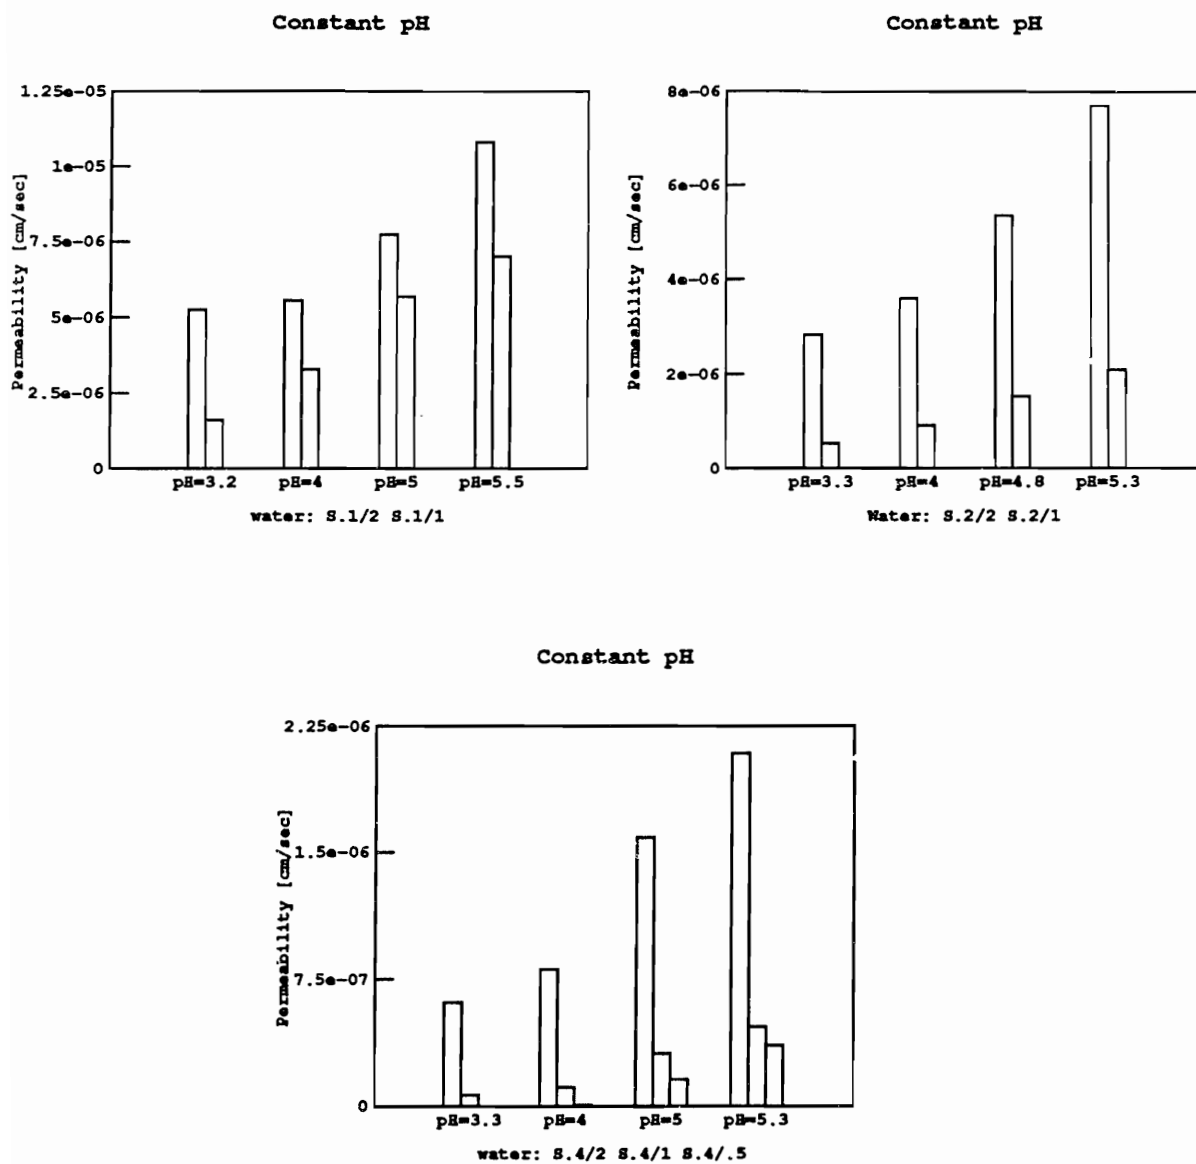 Constant pH
1.25e-05
1e-05
7.5e-06
5e-06
2.5e-06
0
Permeability [cm/sec]
pH=3.2 pH=4 pH=5 pH=5.5
water: S.1/2 S.1/1
Constant pH
8e-06
6e-06
4e-06
2e-06
0
Permeability [cm/sec]
pH=3.3 pH=4 pH=4.8 pH=5.3
Water: S.2/2 S.2/1
Constant pH
2.25e-06
1.5e-06
7.5e-07
0
Permeability [cm/sec]
pH=3.3 pH=4 pH=5 pH=5.3
water: S.4/2 S.4/1 S.4/.5